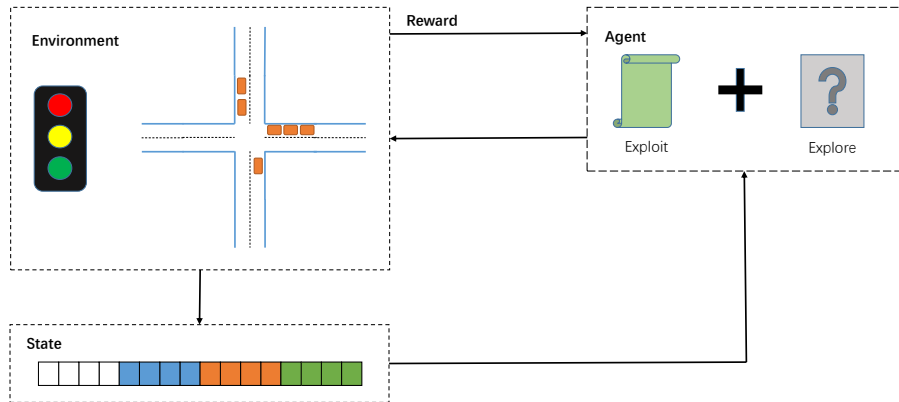 Reward
Environment
Agent
Exploit
Explore
State